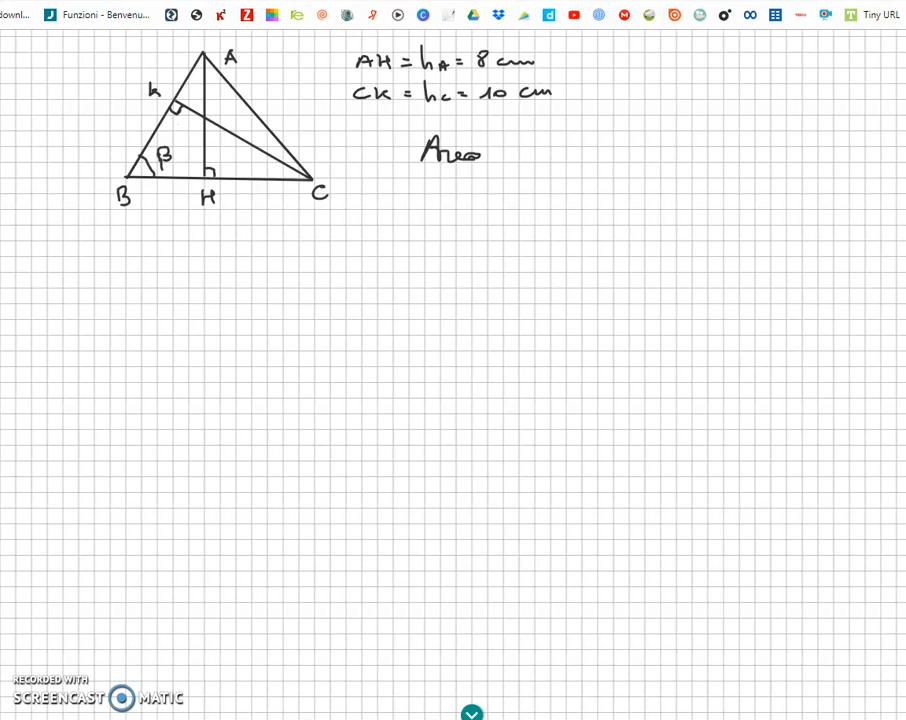 downl...
Funzioni - Benvenu...
Tiny URL
A
k
β
B
H
C
AH = hA = 8 cm
CK = hC = 10 cm
Area
RECORDED WITH
SCREENCAST MATIC